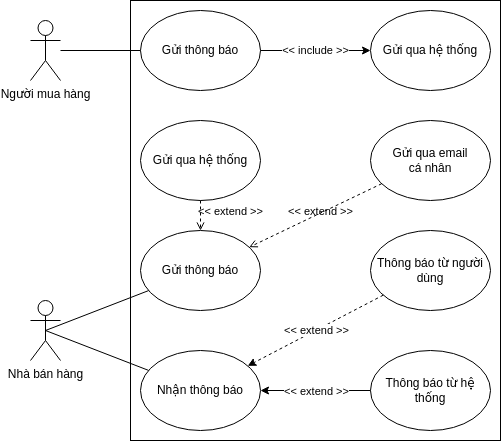 Gửi thông báo
<< include >>
Gửi qua hệ thống
Người mua hàng
Gửi qua hệ thống
Gửi qua email
cá nhân
<< extend >>
<< extend >>
Gửi thông báo
Thông báo từ người
dùng
<< extend >>
Nhà bán hàng
Nhận thông báo
<< extend >>
Thông báo từ hệ
thống